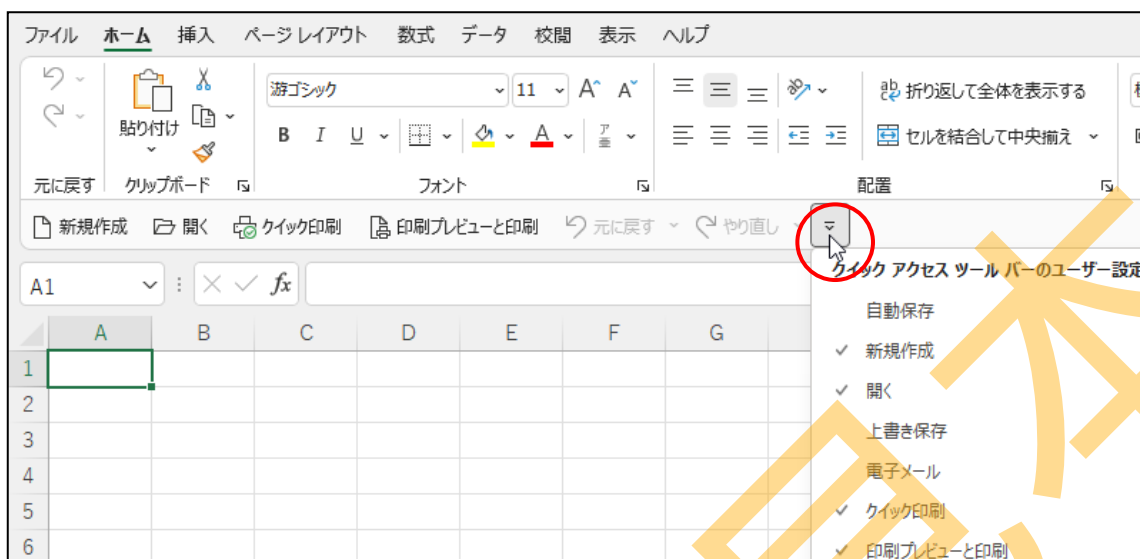 ファイル ホーム 挿入 ページ レイアウト 数式 データ 校閲 表示 ヘルプ
游ゴシック 11 A A 折り返して全体を表示する
貼り付け B I U A ア亜 セルを結合して中央揃え
元に戻す クリップボード フォント 配置
新規作成 開く クイック印刷 印刷プレビューと印刷 元に戻す やり直し
A1 fx
クイック アクセス ツール バーのユーザー設定
自動保存
A B C D E F G
新規作成
1
開く
2
上書き保存
3
電子メール
4
クイック印刷
5
印刷プレビューと印刷
6